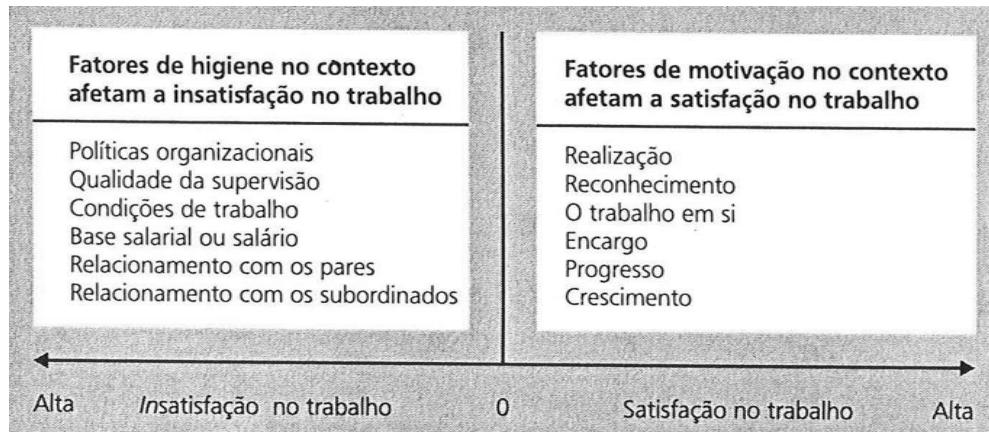 Fatores de higiene no contexto
afetam a insatisfação no trabalho
Políticas organizacionais
Qualidade da supervisão
Condições de trabalho
Base salarial ou salário
Relacionamento com os pares
Relacionamento com os subordinados
Fatores de motivação no contexto
afetam a satisfação no trabalho
Realização
Reconhecimento
O trabalho em si
Encargo
Progresso
Crescimento
Alta Insatisfação no trabalho 0 Satisfação no trabalho Alta